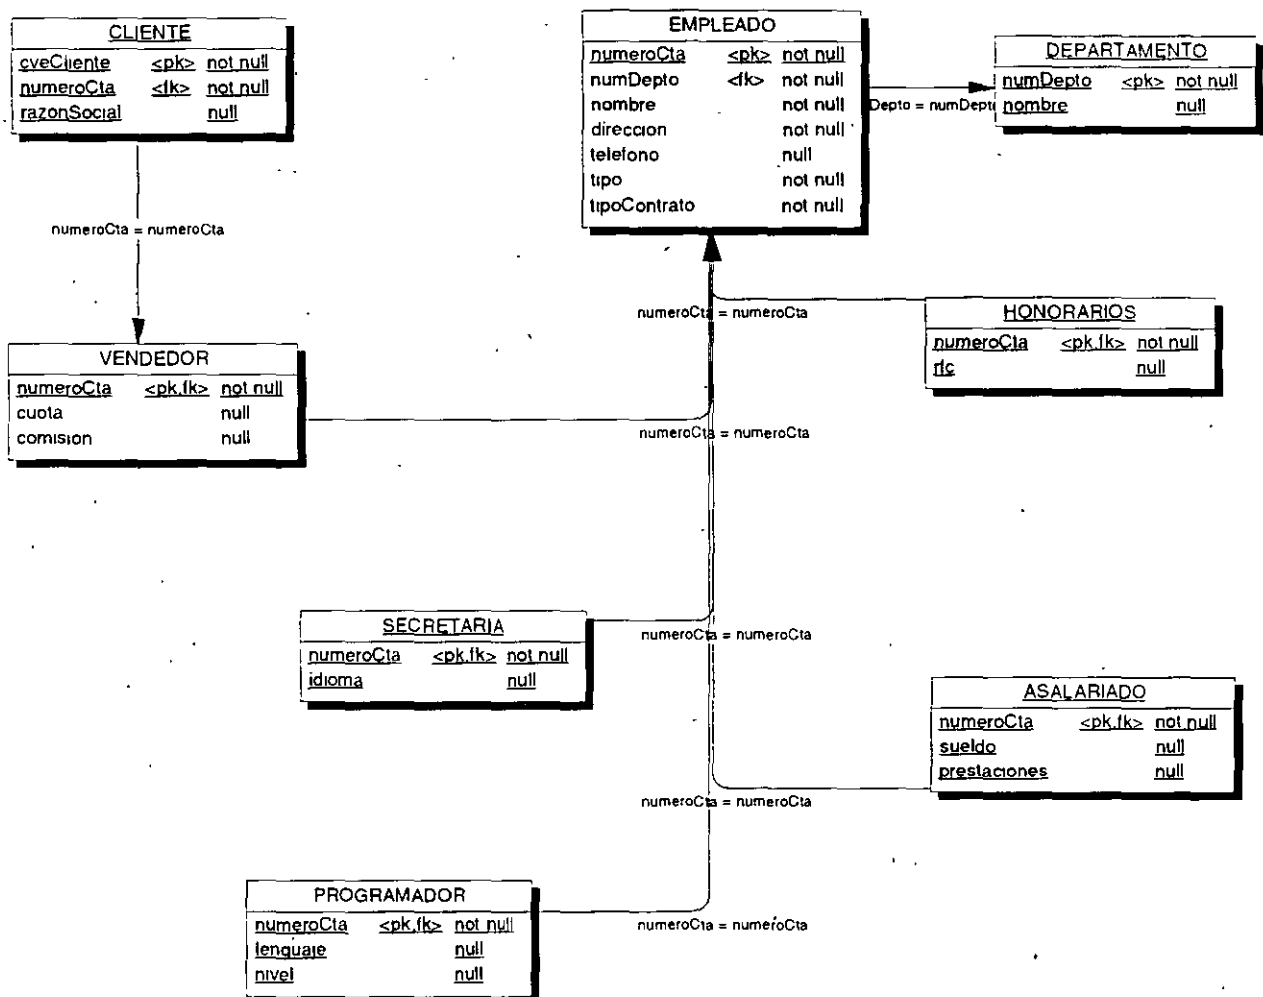 CLIENTE
cveCliente <pk> not null
numeroCta <fk> not null
razonSocial null
EMPLEADO
numeroCta <pk> not null
numDepto <fk> not null
nombre not null
direccion not null
telefono null
tipo not null
tipoContrato not null
DEPARTAMENTO
numDepto <pk> not null
nombre null
Depto = numDepto
numeroCta = numeroCta
VENDEDOR
numeroCta <pk,fk> not null
cuota null
comision null
numeroCta = numeroCta
HONORARIOS
numeroCta <pk,fk> not null
rfc null
numeroCta = numeroCta
SECRETARIA
numeroCta <pk,fk> not null
idioma null
numeroCta = numeroCta
ASALARIADO
numeroCta <pk,fk> not null
sueldo null
prestaciones null
numeroCta = numeroCta
PROGRAMADOR
numeroCta <pk,fk> not null
lenguaje null
nivel null
numeroCta = numeroCta